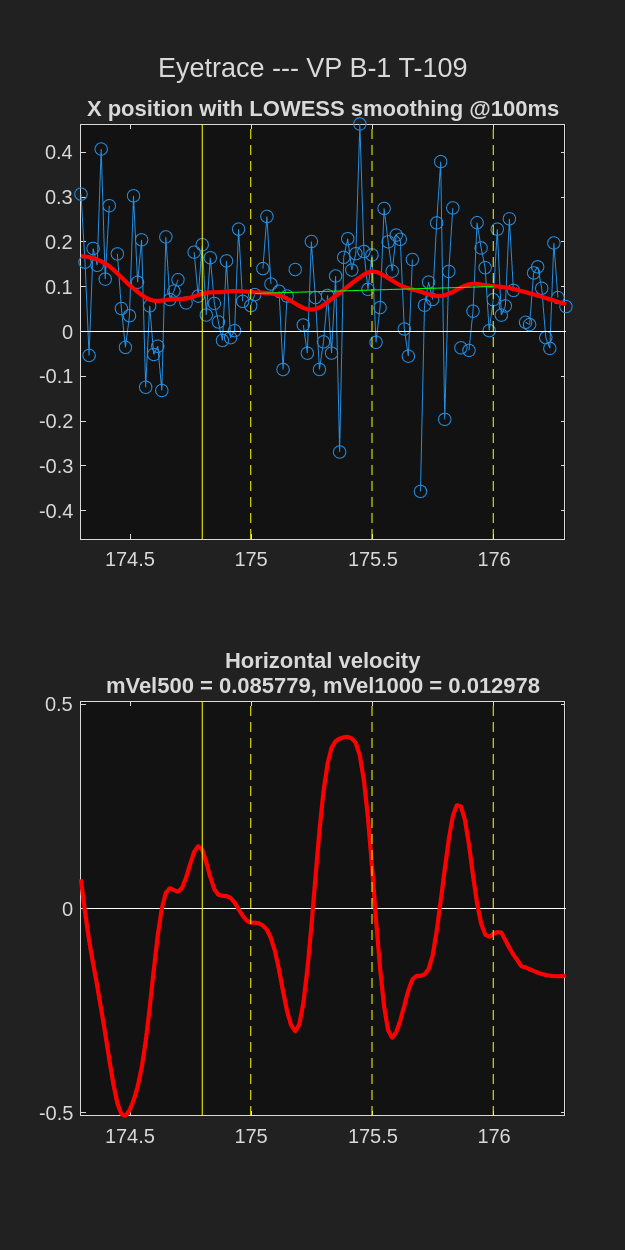 Eyetrace --- VP B-1 T-109
X position with LOWESS smoothing @100ms
0.4
0.3
0.2
0.1
0
-0.1
-0.2
-0.3
-0.4
174.5 175 175.5 176
Horizontal velocity
mVel500 = 0.085779, mVel1000 = 0.012978
0.5
0
-0.5
174.5 175 175.5 176